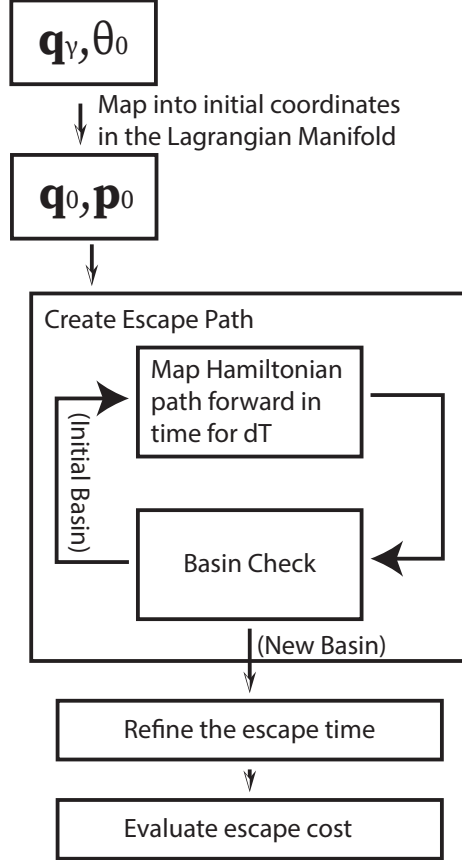 qγ,θ0
Map into initial coordinates
in the Lagrangian Manifold
q0,p0
Create Escape Path
Map Hamiltonian
path forward in
time for dT
(Initial Basin)
Basin Check
(New Basin)
Refine the escape time
Evaluate escape cost